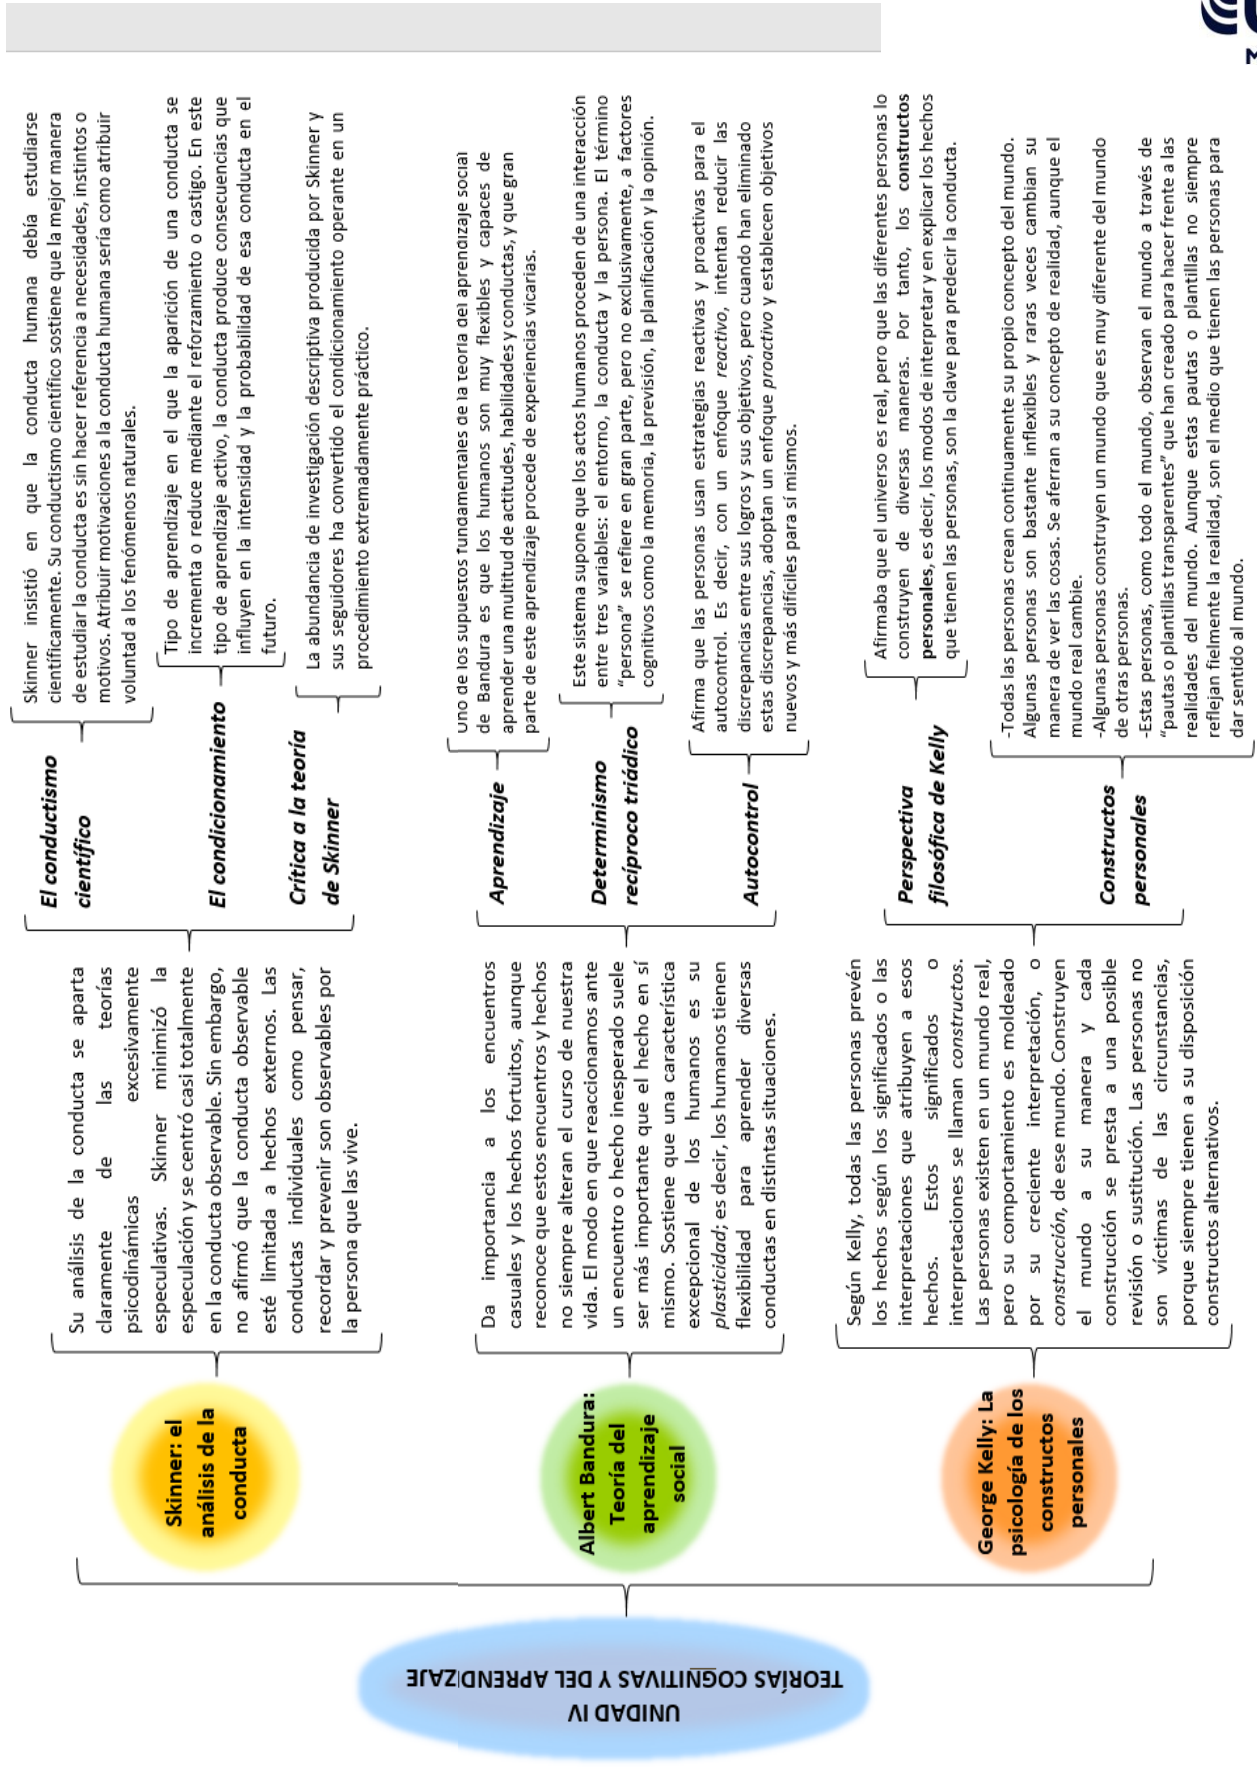 UNIDAD IV
TEORÍAS COGNITIVAS Y DEL APRENDIZAJE
Skinner: el
análisis de la
conducta
Su análisis de la conducta se aparta
claramente de las teorías
psicodinámicas excesivamente
especulativas. Skinner minimizó la
especulación y se centró casi totalmente
en la conducta observable. Sin embargo,
no afirmó que la conducta observable
esté limitada a hechos externos. Las
conductas individuales como pensar,
recordar y prevenir son observables por
la persona que las vive.
El conductismo
científico
Skinner insistió en que la conducta humana debía estudiarse
científicamente. Su conductismo científico sostiene que la mejor manera
de estudiar la conducta es sin hacer referencia a necesidades, instintos o
motivos. Atribuir motivaciones a la conducta humana sería como atribuir
voluntad a los fenómenos naturales.
El condicionamiento
Tipo de aprendizaje en el que la aparición de una conducta se
incrementa o reduce mediante el reforzamiento o castigo. En este
tipo de aprendizaje activo, la conducta produce consecuencias que
influyen en la intensidad y la probabilidad de esa conducta en el
futuro.
Crítica a la teoría
de Skinner
La abundancia de investigación descriptiva producida por Skinner y
sus seguidores ha convertido el condicionamiento operante en un
procedimiento extremadamente práctico.
Albert Bandura:
Teoría del
aprendizaje
social
Da importancia a los encuentros
casuales y los hechos fortuitos, aunque
reconoce que estos encuentros y hechos
no siempre alteran el curso de nuestra
vida. El modo en que reaccionamos ante
un encuentro o hecho inesperado suele
ser más importante que el hecho en sí
mismo. Sostiene que una característica
excepcional de los humanos es su
plasticidad; es decir, los humanos tienen
flexibilidad para aprender diversas
conductas en distintas situaciones.
Aprendizaje
Uno de los supuestos fundamentales de la teoría del aprendizaje social
de Bandura es que los humanos son muy flexibles y capaces de
aprender una multitud de actitudes, habilidades y conductas, y que gran
parte de este aprendizaje procede de experiencias vicarias.
Determinismo
recíproco triádico
Este sistema supone que los actos humanos proceden de una interacción
entre tres variables: el entorno, la conducta y la persona. El término
"persona" se refiere en gran parte, pero no exclusivamente, a factores
cognitivos como la memoria, la previsión, la planificación y la opinión.
Autocontrol
Afirma que las personas usan estrategias reactivas y proactivas para el
autocontrol. Es decir, con un enfoque reactivo, intentan reducir las
discrepancias entre sus logros y sus objetivos, pero cuando han eliminado
estas discrepancias, adoptan un enfoque proactivo y establecen objetivos
nuevos y más difíciles para sí mismos.
George Kelly: La
psicología de los
constructos
personales
Según Kelly, todas las personas prevén
los hechos según los significados o las
interpretaciones que atribuyen a esos
hechos. Estos significados o
interpretaciones se llaman constructos.
Las personas existen en un mundo real,
pero su comportamiento es moldeado
por su creciente interpretación, o
construcción, de ese mundo. Construyen
el mundo a su manera y cada
construcción se presta a una posible
revisión o sustitución. Las personas no
son víctimas de las circunstancias,
porque siempre tienen a su disposición
constructos alternativos.
Perspectiva
filosófica de Kelly
Afirmaba que el universo es real, pero que las diferentes personas lo
construyen de diversas maneras. Por tanto, los constructos
personales, es decir, los modos de interpretar y en explicar los hechos
que tienen las personas, son la clave para predecir la conducta.
Constructos
personales
-Todas las personas crean continuamente su propio concepto del mundo.
Algunas personas son bastante inflexibles y raras veces cambian su
manera de ver las cosas. Se aferran a su concepto de realidad, aunque el
mundo real cambie.
-Algunas personas construyen un mundo que es muy diferente del mundo
de otras personas.
-Estas personas, como todo el mundo, observan el mundo a través de
"pautas o plantillas transparentes" que han creado para hacer frente a las
realidades del mundo. Aunque estas pautas o plantillas no siempre
reflejan fielmente la realidad, son el medio que tienen las personas para
dar sentido al mundo.